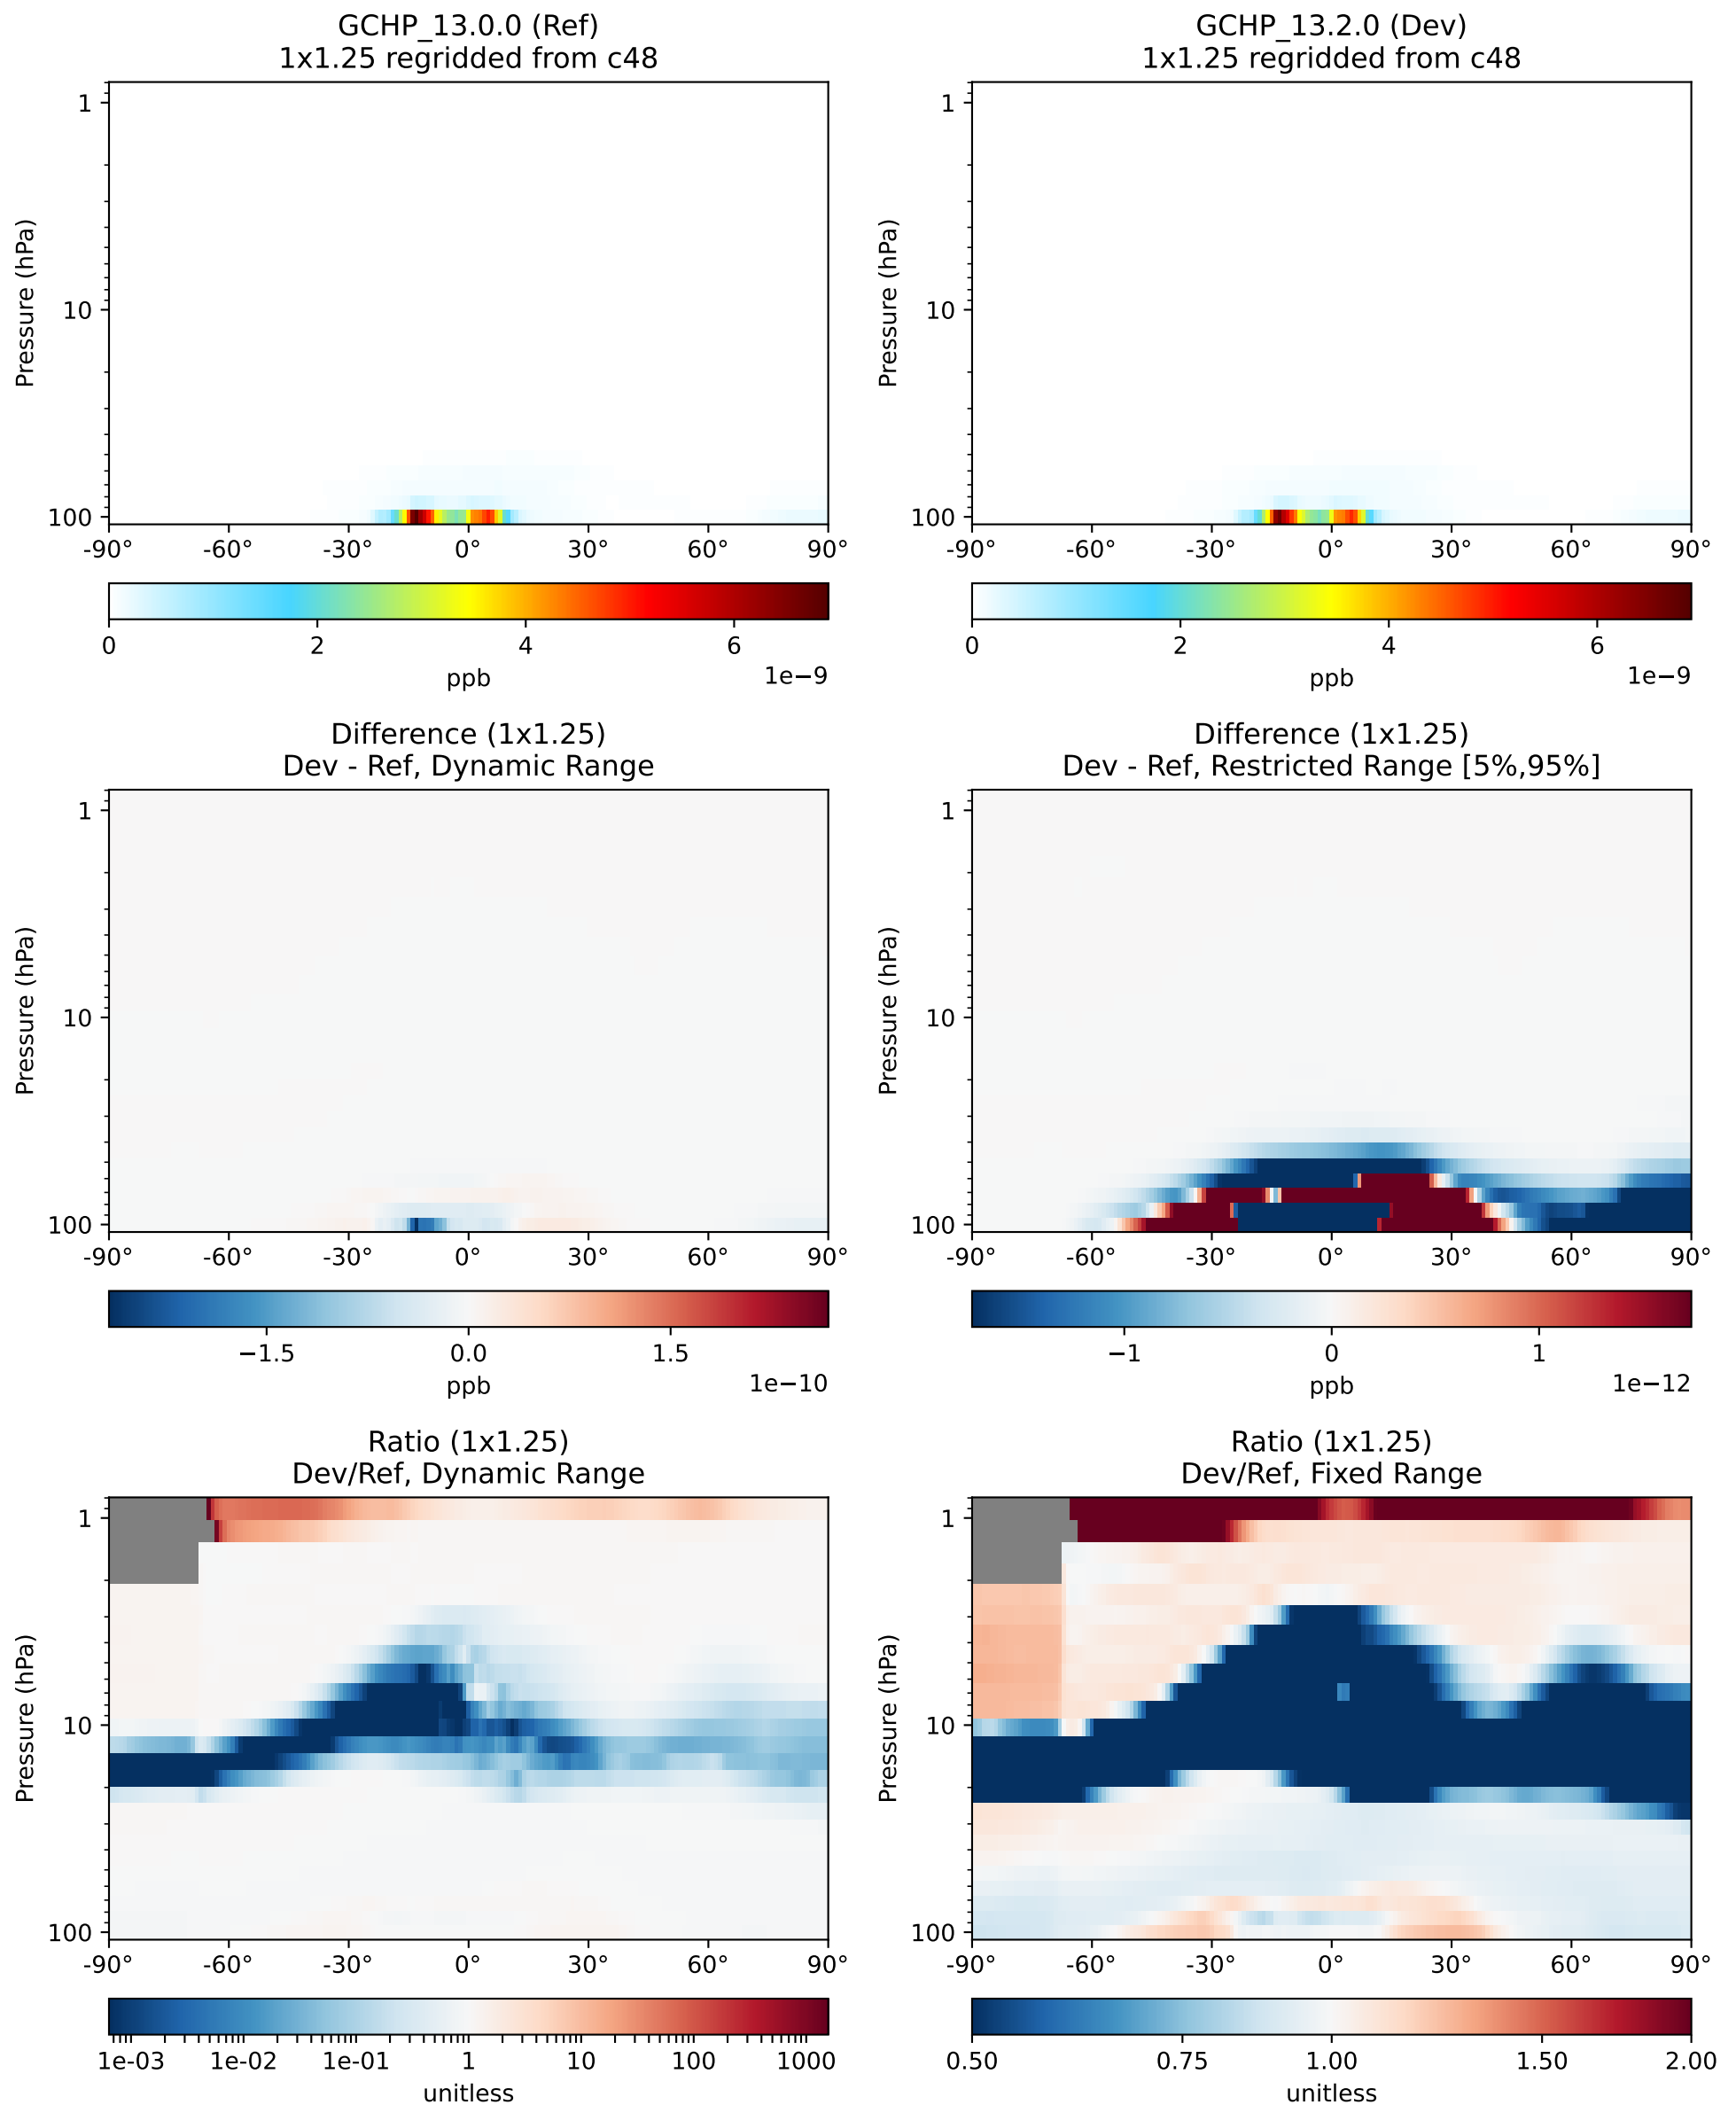 GCHP_13.0.0 (Ref)
1x1.25 regridded from c48
Pressure (hPa)
1
10
100
-90° -60° -30° 0° 30° 60° 90°
0 2 4 6
ppb
1e−9
GCHP_13.2.0 (Dev)
1x1.25 regridded from c48
Pressure (hPa)
1
10
100
-90° -60° -30° 0° 30° 60° 90°
0 2 4 6
ppb
1e−9
Difference (1x1.25)
Dev - Ref, Dynamic Range
Pressure (hPa)
1
10
100
-90° -60° -30° 0° 30° 60° 90°
−1.5 0.0 1.5
ppb
1e−10
Difference (1x1.25)
Dev - Ref, Restricted Range [5%,95%]
Pressure (hPa)
1
10
100
-90° -60° -30° 0° 30° 60° 90°
−1 0 1
ppb
1e−12
Ratio (1x1.25)
Dev/Ref, Dynamic Range
Pressure (hPa)
1
10
100
-90° -60° -30° 0° 30° 60° 90°
1e-03 1e-02 1e-01 1 10 100 1000
unitless
Ratio (1x1.25)
Dev/Ref, Fixed Range
Pressure (hPa)
1
10
100
-90° -60° -30° 0° 30° 60° 90°
0.50 0.75 1.00 1.50 2.00
unitless